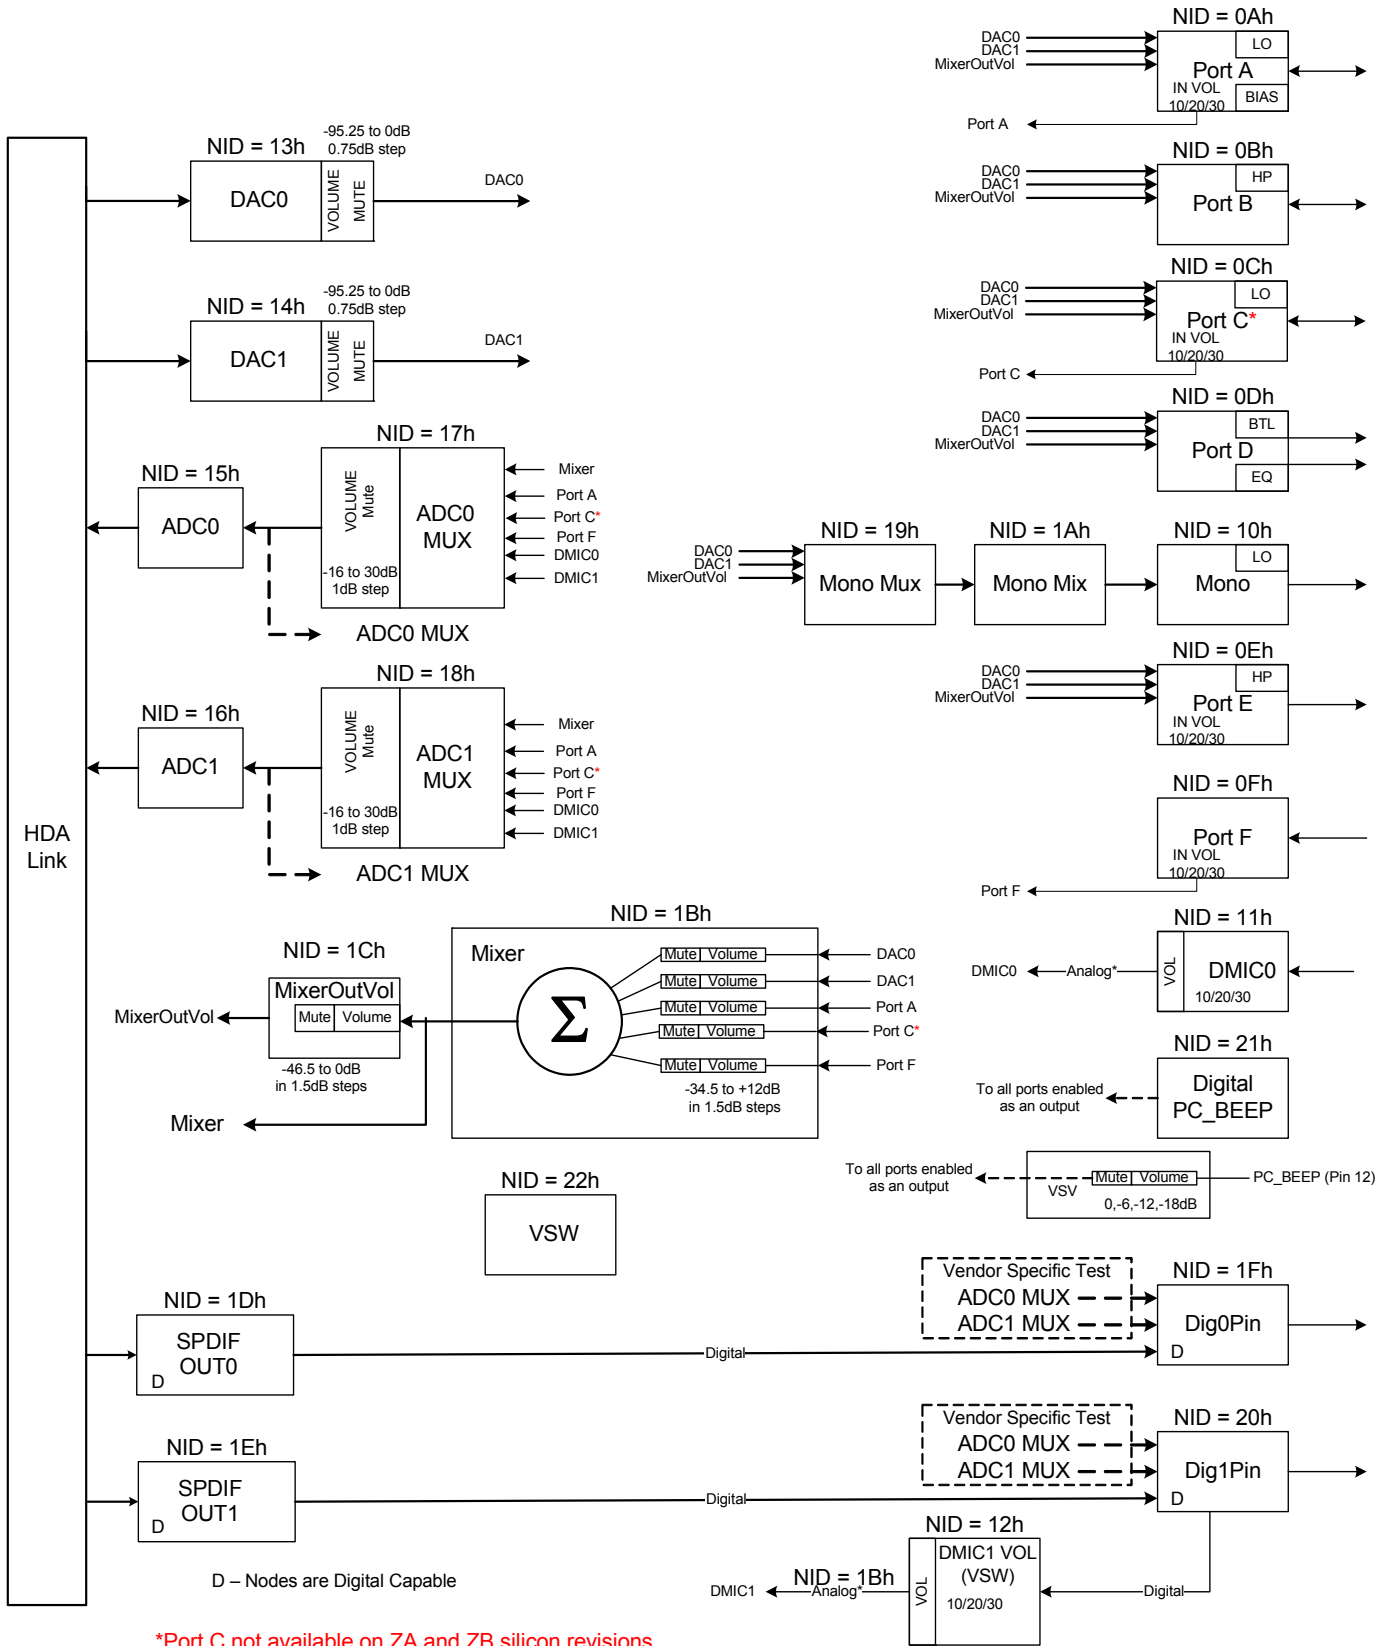 NID = 0Ah
DAC0
DAC1
MixerOutVol
LO
Port A
IN VOL
10/20/30
BIAS
Port A
NID = 13h
-95.25 to 0dB
0.75dB step
DAC0
VOLUME
MUTE
DAC0
NID = 0Bh
DAC0
DAC1
MixerOutVol
HP
Port B
NID = 14h
-95.25 to 0dB
0.75dB step
DAC1
VOLUME
MUTE
DAC1
NID = 0Ch
DAC0
DAC1
MixerOutVol
LO
Port C*
IN VOL
10/20/30
Port C
NID = 0Dh
DAC0
DAC1
MixerOutVol
BTL
Port D
EQ
NID = 17h
NID = 15h
ADC0
VOLUME
Mute
-16 to 30dB
1dB step
ADC0
MUX
Mixer
Port A
Port C*
Port F
DMIC0
DMIC1
ADC0 MUX
NID = 19h
DAC0
DAC1
MixerOutVol
Mono Mux
NID = 1Ah
Mono Mix
NID = 10h
LO
Mono
NID = 18h
NID = 16h
ADC1
VOLUME
Mute
-16 to 30dB
1dB step
ADC1
MUX
Mixer
Port A
Port C*
Port F
DMIC0
DMIC1
ADC1 MUX
NID = 0Eh
DAC0
DAC1
MixerOutVol
HP
Port E
IN VOL
10/20/30
NID = 0Fh
Port F
IN VOL
10/20/30
Port F
HDA
Link
NID = 1Bh
Mixer
Σ
Mute Volume
Mute Volume
Mute Volume
Mute Volume
Mute Volume
DAC0
DAC1
Port A
Port C*
Port F
-34.5 to +12dB
in 1.5dB steps
NID = 1Ch
MixerOutVol
Mute Volume
-46.5 to 0dB
in 1.5dB steps
MixerOutVol
Mixer
NID = 11h
DMIC0
Analog*
VOL
DMIC0
10/20/30
NID = 21h
To all ports enabled
as an output
Digital
PC_BEEP
To all ports enabled
as an output
VSV
Mute Volume
0,-6,-12,-18dB
PC_BEEP (Pin 12)
NID = 22h
VSW
NID = 1Dh
SPDIF
OUT0
D
Digital
Vendor Specific Test
ADC0 MUX
ADC1 MUX
NID = 1Fh
Dig0Pin
D
NID = 1Eh
SPDIF
OUT1
D
Digital
Vendor Specific Test
ADC0 MUX
ADC1 MUX
NID = 20h
Dig1Pin
D
NID = 12h
DMIC1 VOL
(VSW)
10/20/30
VOL
Digital
NID = 1Bh
Analog*
DMIC1
D – Nodes are Digital Capable
*Port C not available on ZA and ZB silicon revisions